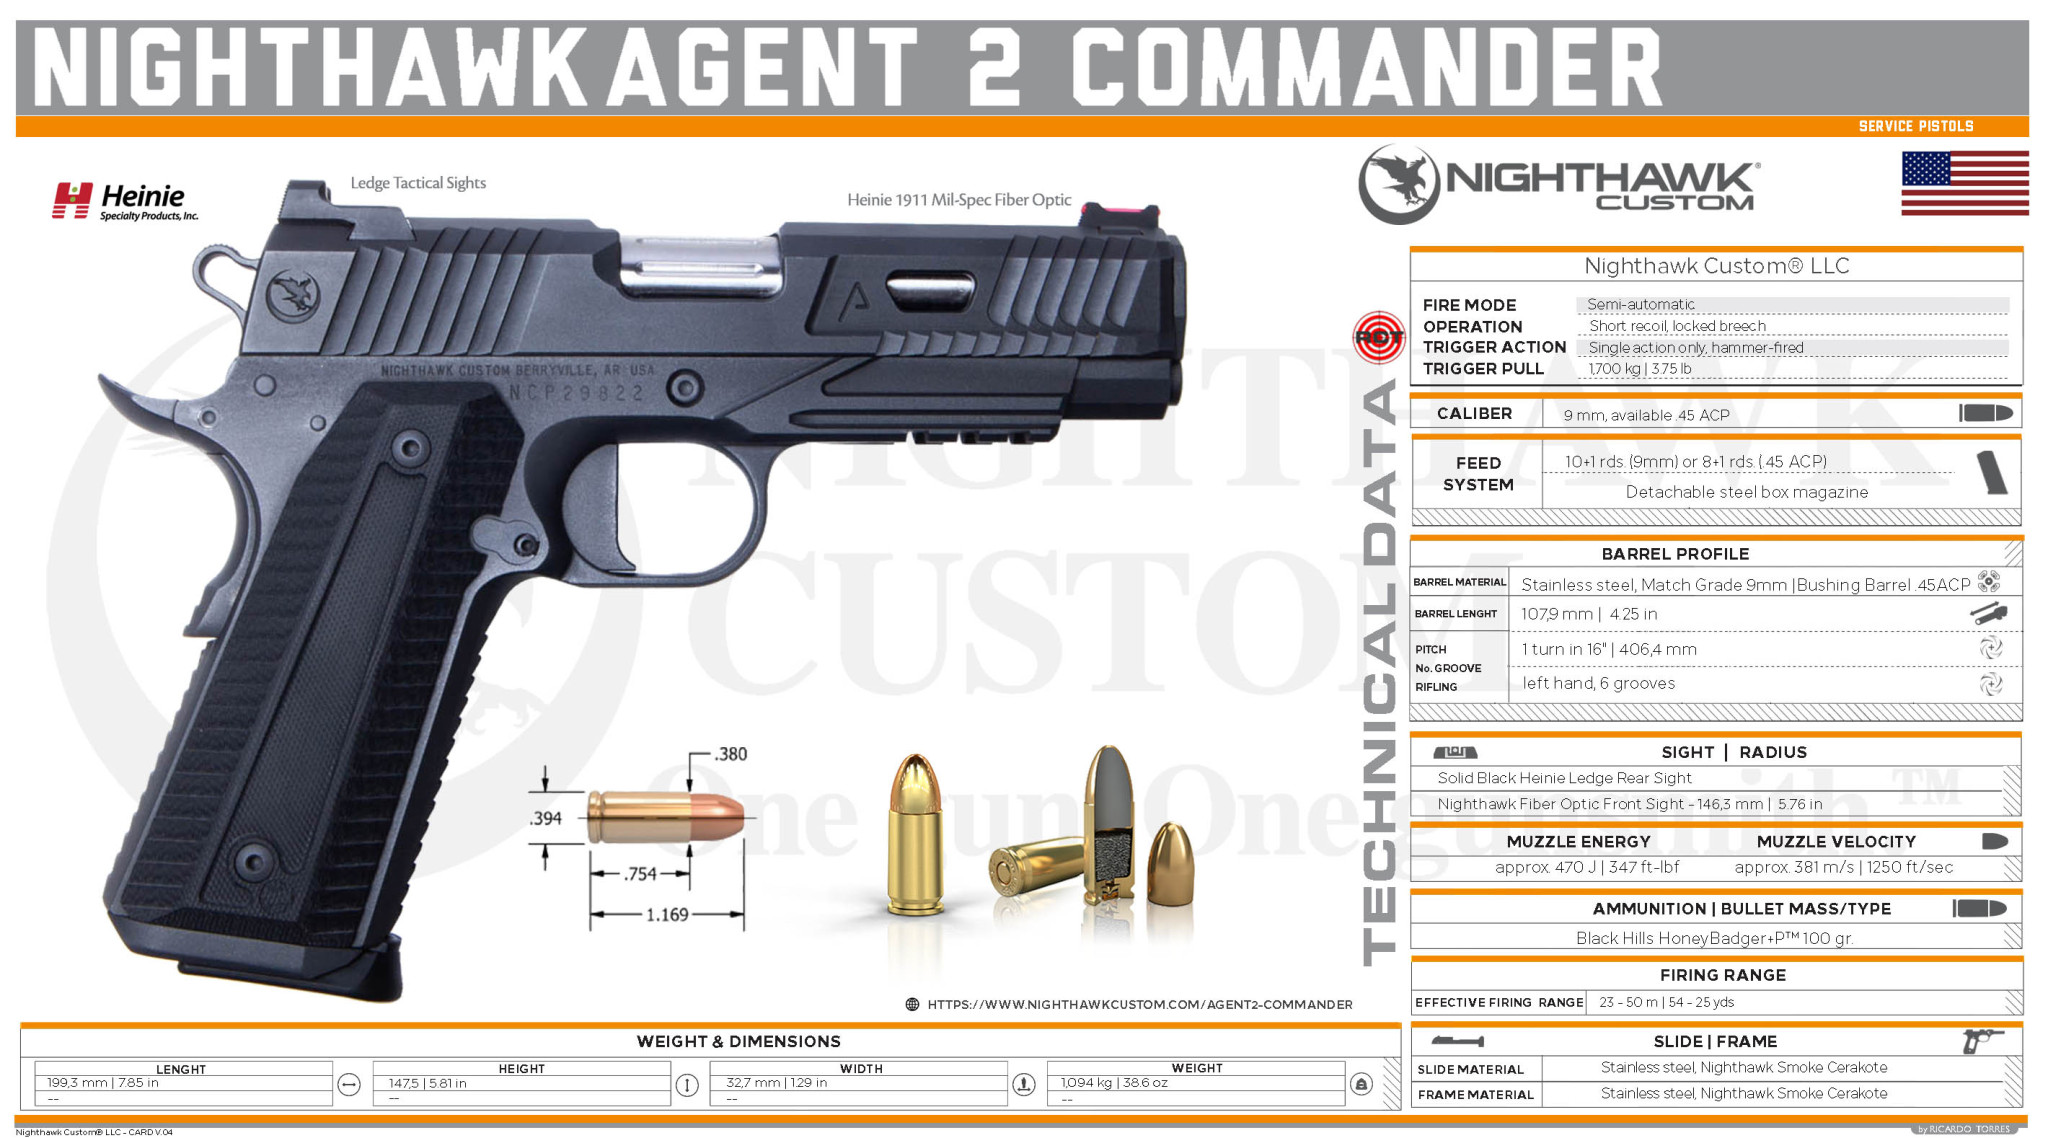 NIGHTHAWK AGENT 2 COMMANDER
SERVICE PISTOLS
Heinie
Specialty Products, Inc.
Ledge Tactical Sights
Heinie 1911 Mil-Spec Fiber Optic
NIGHTHAWK®
CUSTOM
A
NIGHTHAWK CUSTOM BERRYVILLE, AR USA
NCP29822
NIGHTHAWK
CUSTOM
One gun One gunsmith™
.380
.394
.754
1.169
HTTPS://WWW.NIGHTHAWKCUSTOM.COM/AGENT2-COMMANDER
RDT
TECHNICAL DATA
Nighthawk Custom® LLC
FIRE MODE Semi-automatic
OPERATION Short recoil, locked breech
TRIGGER ACTION Single action only, hammer-fired
TRIGGER PULL 1,700 kg | 3.75 lb
CALIBER 9 mm, available .45 ACP
FEED SYSTEM 10+1 rds. (9mm) or 8+1 rds. (.45 ACP)
Detachable steel box magazine
BARREL PROFILE
BARREL MATERIAL Stainless steel, Match Grade 9mm |Bushing Barrel .45ACP
BARREL LENGHT 107,9 mm | 4.25 in
PITCH 1 turn in 16" | 406,4 mm
No. GROOVE
RIFLING left hand, 6 grooves
SIGHT | RADIUS
Solid Black Heinie Ledge Rear Sight
Nighthawk Fiber Optic Front Sight - 146,3 mm | 5.76 in
MUZZLE ENERGY MUZZLE VELOCITY
approx. 470 J | 347 ft-lbf approx. 381 m/s | 1250 ft/sec
AMMUNITION | BULLET MASS/TYPE
Black Hills HoneyBadger+P™ 100 gr.
FIRING RANGE
EFFECTIVE FIRING RANGE 23 - 50 m | 54 - 25 yds
SLIDE | FRAME
SLIDE MATERIAL Stainless steel, Nighthawk Smoke Cerakote
FRAME MATERIAL Stainless steel, Nighthawk Smoke Cerakote
WEIGHT & DIMENSIONS
LENGHT HEIGHT WIDTH WEIGHT
199,3 mm | 7.85 in 147,5 | 5.81 in 32,7 mm | 1.29 in 1,094 kg | 38.6 oz
-- -- -- --
Nighthawk Custom® LLC - CARD V.04
by RICARDO TORRES